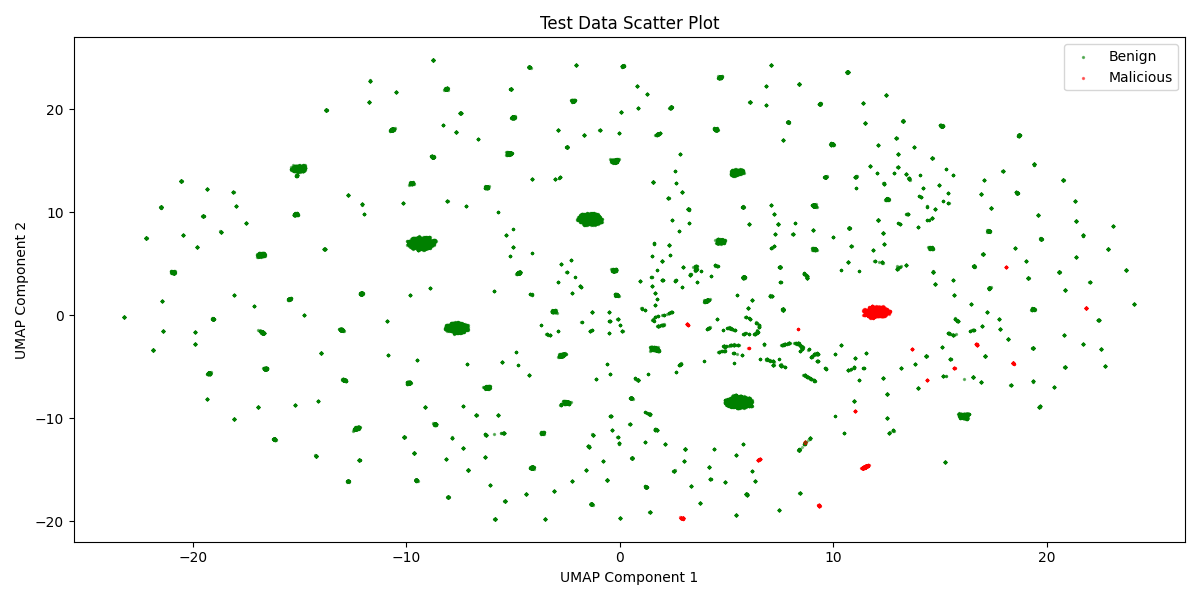 Test Data Scatter Plot
Benign
Malicious
20
10
0
−10
−20
UMAP Component 2
−20
−10
0
10
20
UMAP Component 1